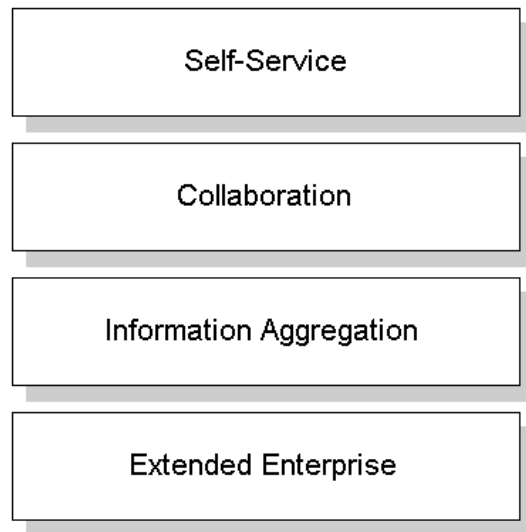 Self-Service
Collaboration
Information Aggregation
Extended Enterprise